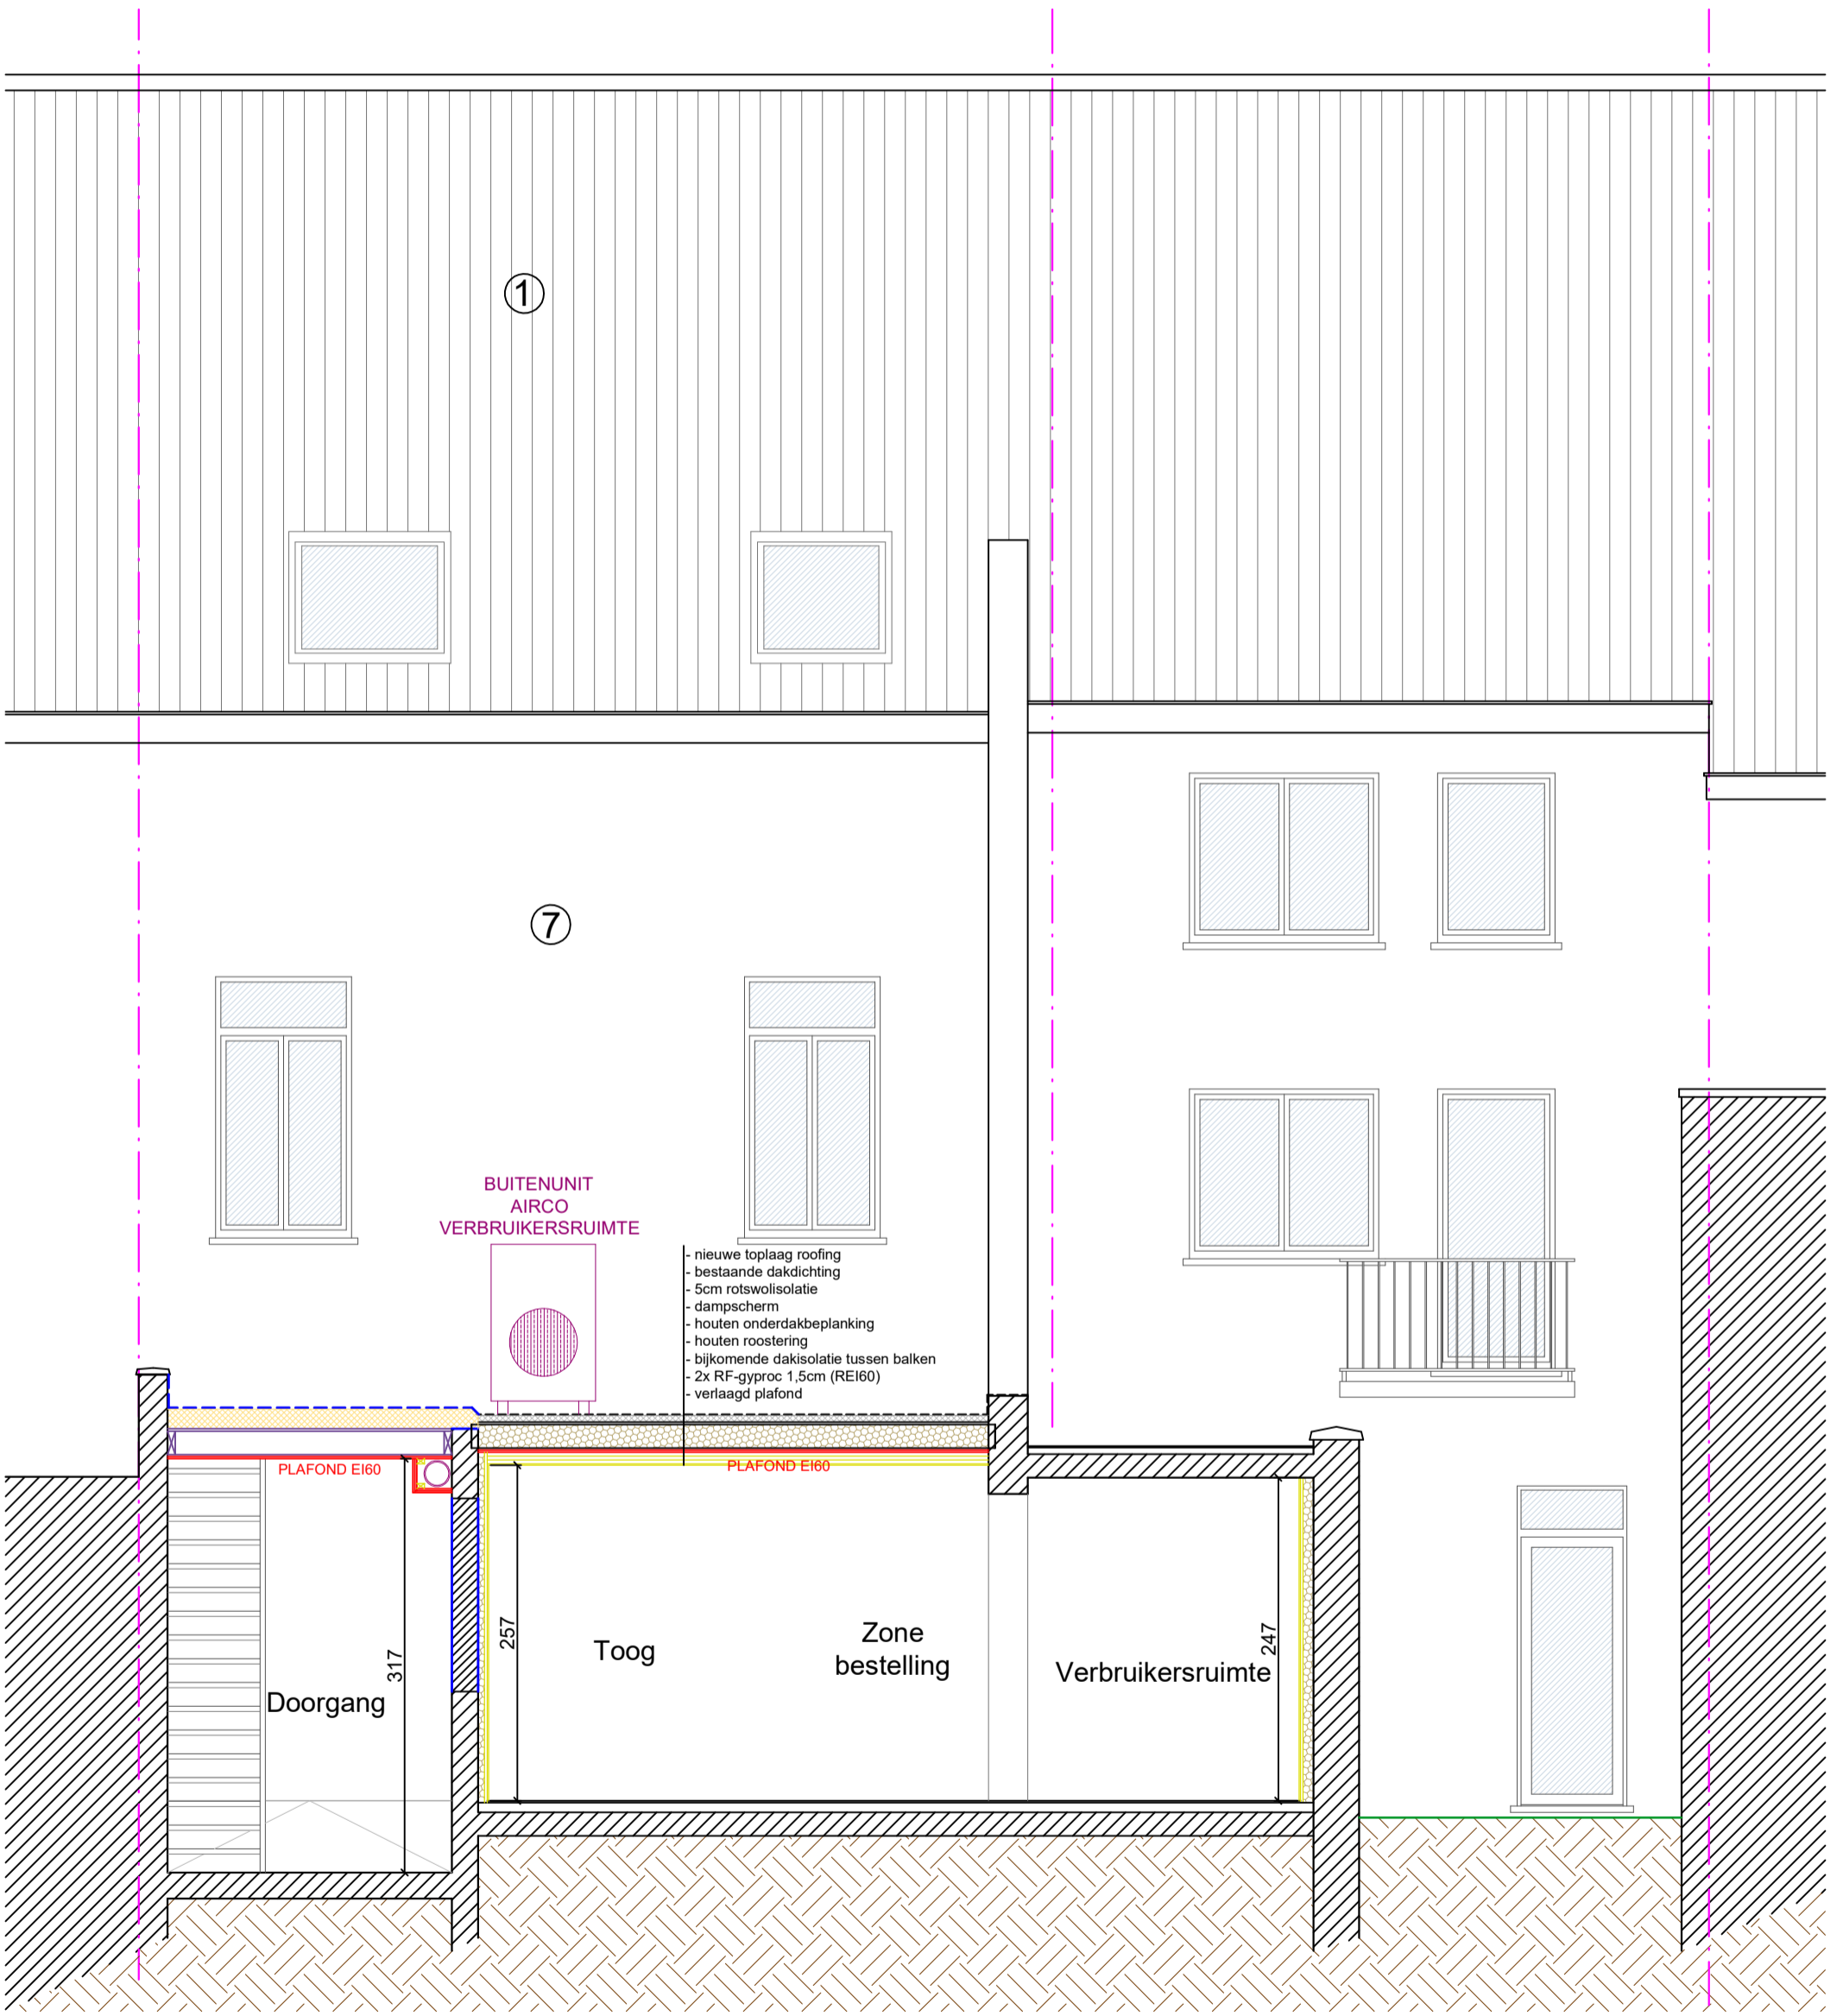 1
7
BUITENUNIT
AIRCO
VERBRUIKERSRUIMTE
- nieuwe toplaag roofing
- bestaande dakdichting
- 5cm rotswolisolatie
- dampscherm
- houten onderdakbeplanking
- houten roostering
- bijkomende dakisolatie tussen balken
- 2x RF-gyproc 1,5cm (REI60)
- verlaagd plafond
PLAFOND EI60
PLAFOND EI60
317
Doorgang
257
Toog
Zone
bestelling
Verbruikersruimte
247